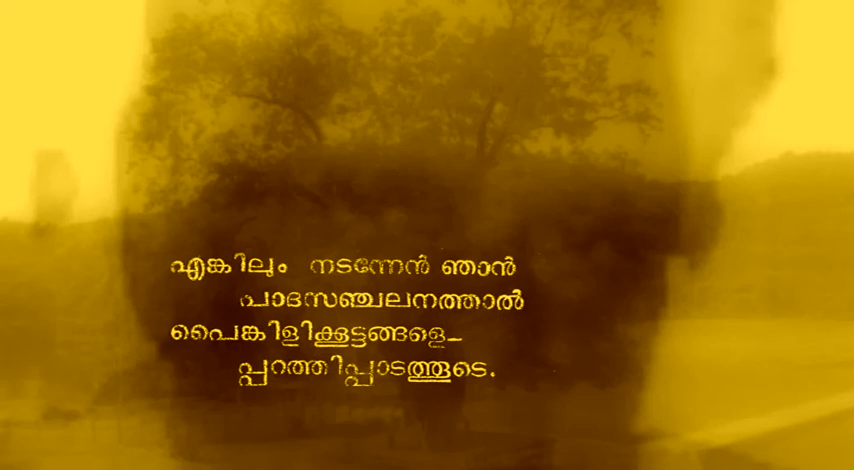 എങ്കിലും നടന്നേൻ ഞാൻ
പാദസഞ്ചലനത്താൽ
പൈങ്കിളിക്കൂട്ടങ്ങളെ–
പ്പറത്തിപ്പാടത്തൂടെ.